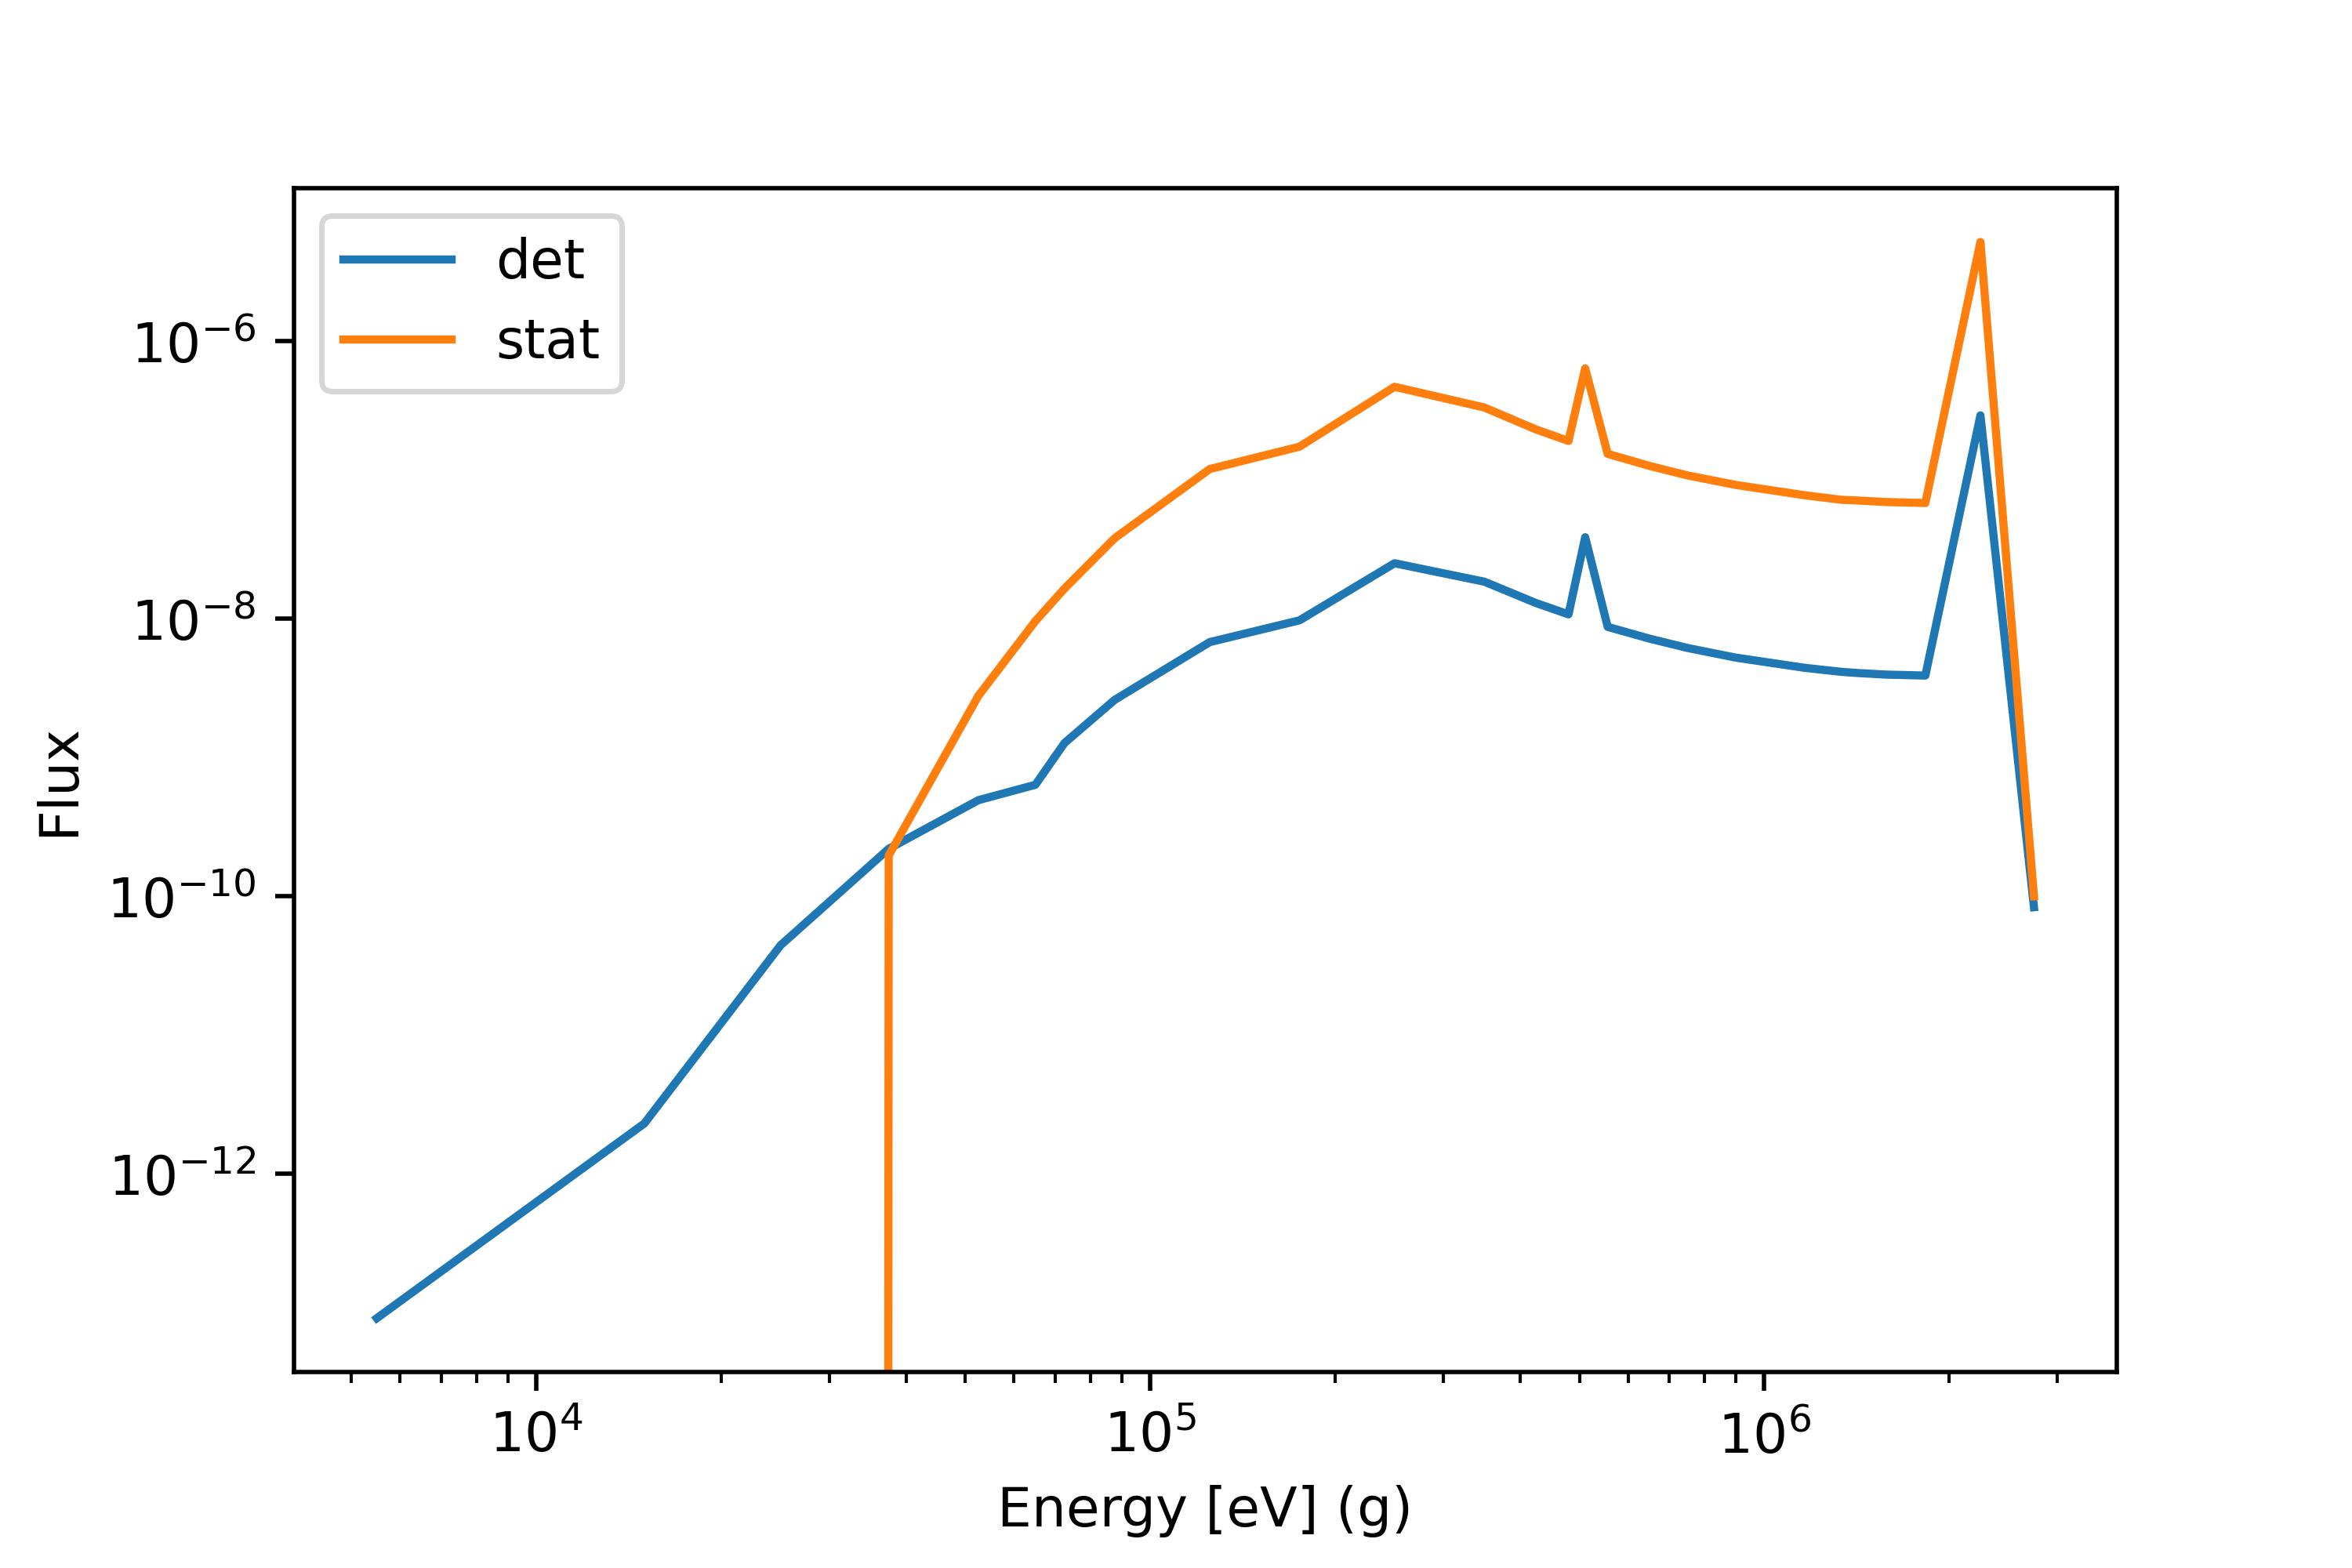 det
stat
10⁻⁶
10⁻⁸
10⁻¹⁰
10⁻¹²
Flux
10⁴ 10⁵ 10⁶
Energy [eV] (g)